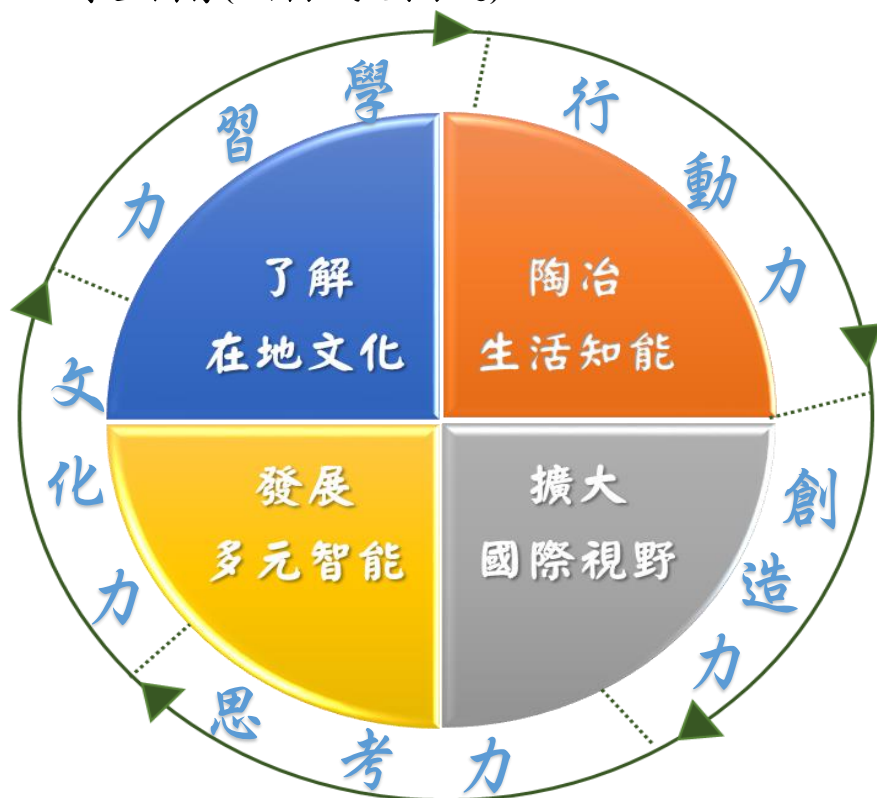 學習力
行動力
創造力
思考力
文化力
了解
在地文化
陶冶
生活知能
發展
多元智能
擴大
國際視野